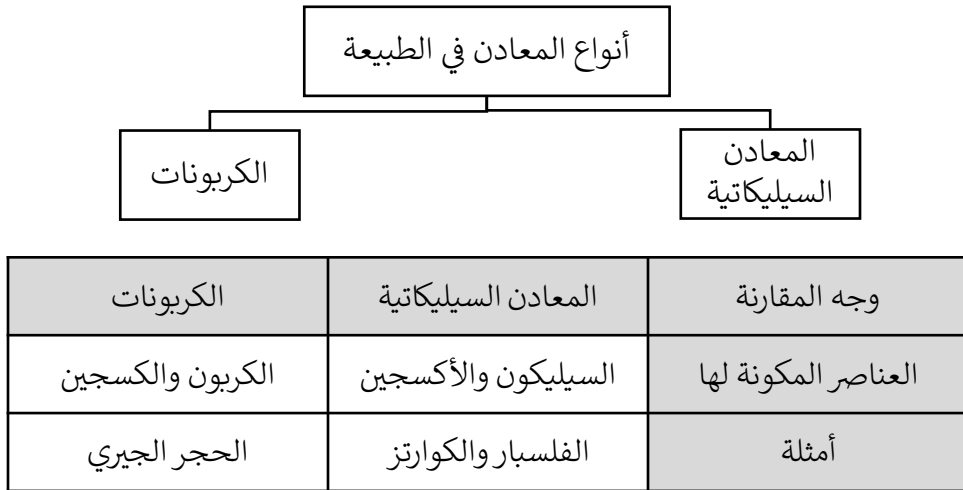 أنواع المعادن في الطبيعة
المعادن
السيليكاتية
الكربونات
وجه المقارنة
المعادن السيليكاتية
الكربونات
العناصر المكونة لها
السيليكون والأكسجين
الكربون والكسجين
أمثلة
الفلسبار والكوارتز
الحجر الجيري